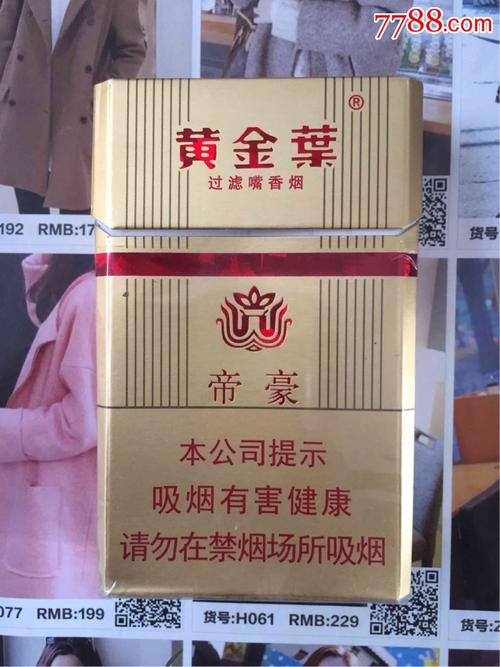 7788.com
黄金葉®
过滤嘴香烟
192 RMB:17
帝豪
本公司提示
吸烟有害健康
请勿在禁烟场所吸烟
077 RMB:199
货号:H061 RMB:229
货号: